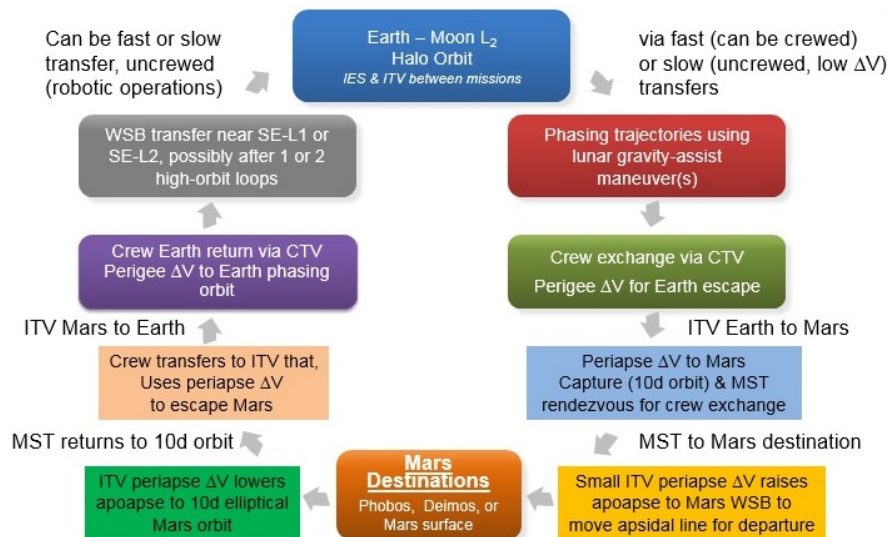 Earth – Moon L₂
Halo Orbit
IES & ITV between missions
via fast (can be crewed)
or slow (uncrewed, low ΔV)
transfers
Phasing trajectories using
lunar gravity-assist
maneuver(s)
Crew exchange via CTV
Perigee ΔV for Earth escape
ITV Earth to Mars
Periapse ΔV to Mars
Capture (10d orbit) & MST
rendezvous for crew exchange
MST to Mars destination
Small ITV periapse ΔV raises
apoapse to Mars WSB to
move apsidal line for departure
Mars
Destinations
Phobos, Deimos, or
Mars surface
ITV periapse ΔV lowers
apoapse to 10d elliptical
Mars orbit
MST returns to 10d orbit
Crew transfers to ITV that,
Uses periapse ΔV
to escape Mars
ITV Mars to Earth
Crew Earth return via CTV
Perigee ΔV to Earth phasing
orbit
WSB transfer near SE-L1 or
SE-L2, possibly after 1 or 2
high-orbit loops
Can be fast or slow
transfer, uncrewed
(robotic operations)